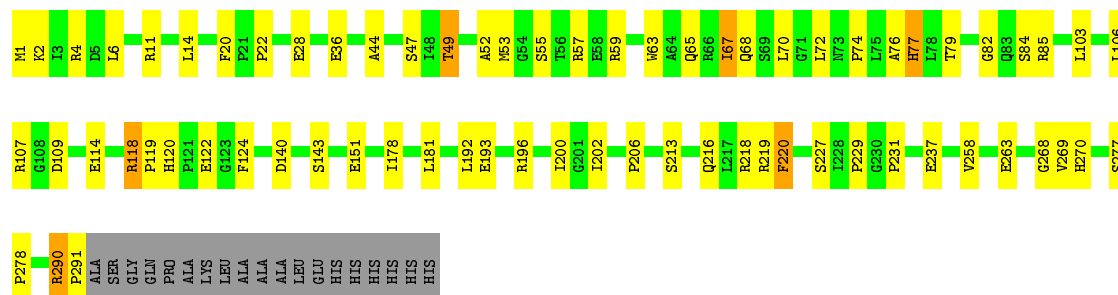 M1 K2 I3 R4 D5 L6 R11 L14 F20 P21 P22 E28 E36 A44 S47 I48 T49 A52 M53 G54 S55 T56 R57 E58 R59 W63 A64 Q65 R66 I67 Q68 S69 L70 G71 L72 N73 P74 L75 A76 H77 L78 T79 G82 Q83 S84 R85 L103 L106
R107 G108 D109 E114 R118 P119 H120 P121 E122 G123 F124 D140 S143 E151 I178 L181 L192 E193 R196 I200 G201 I202 P206 S213 Q216 L217 R218 R219 F220 S227 I228 P229 G230 P231 E237 V258 E263 G268 V269 H270 S277
P278 R290 P291 ALA SER GLY GLN PRO ALA LYS LEU ALA ALA ALA LEU GLU HIS HIS HIS HIS HIS HIS